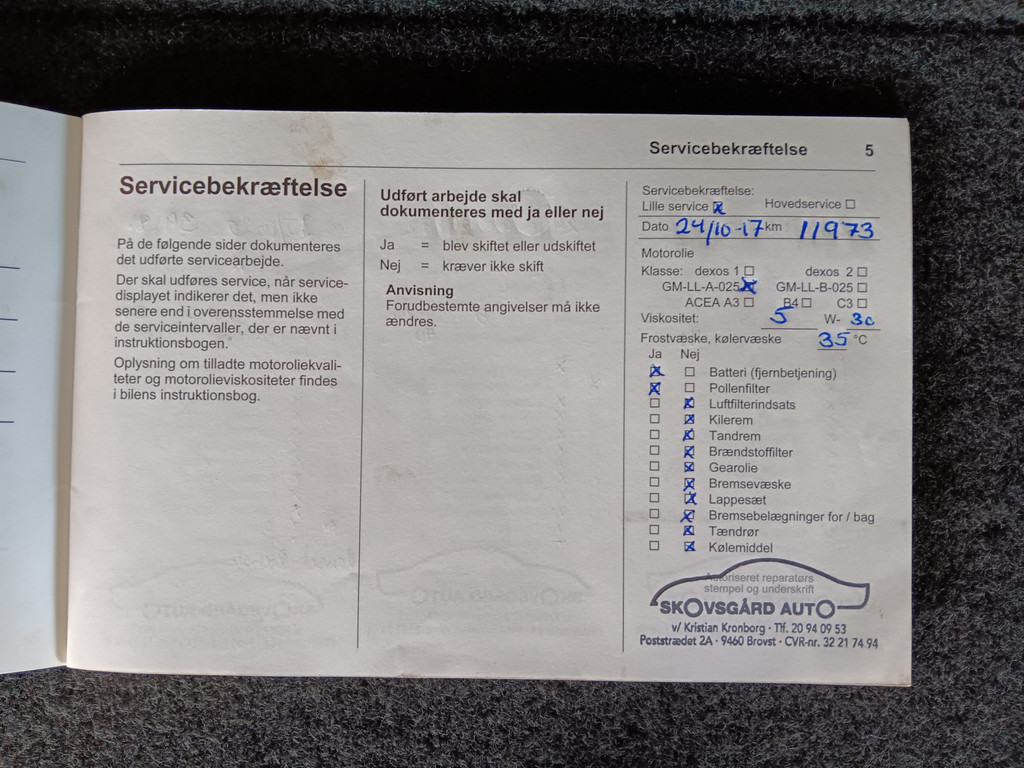 Servicebekræftelse 5
Servicebekræftelse
På de følgende sider dokumenteres
det udførte servicearbejde.
Der skal udføres service, når service-
displayet indikerer det, men ikke
senere end i overensstemmelse med
de serviceintervaller, der er nævnt i
instruktionsbogen.
Oplysning om tilladte motoroliekvali-
teter og motorolieviskositeter findes
i bilens instruktionsbog.
Udført arbejde skal
dokumenteres med ja eller nej
Ja = blev skiftet eller udskiftet
Nej = kræver ikke skift
Anvisning
Forudbestemte angivelser må ikke
ændres.
Servicebekræftelse:
Lille service ☒ Hovedservice ☐
Dato 24/10-17 km 11973
Motorolie
Klasse: dexos 1 ☐ dexos 2 ☐
GM-LL-A-025 ☒ GM-LL-B-025 ☐
ACEA A3 ☐ B4 ☐ C3 ☐
Viskositet: 5 W- 30
Frostvæske, kølervæske 35 °C
Ja Nej
☒ ☐ Batteri (fjernbetjening)
☒ ☐ Pollenfilter
☐ ☒ Luftfilterindsats
☐ ☒ Kilerem
☐ ☒ Tandrem
☐ ☒ Brændstoffilter
☐ ☒ Gearolie
☐ ☒ Bremsevæske
☐ ☒ Lappesæt
☐ ☒ Bremsebelægninger for / bag
☐ ☒ Tændrør
☐ ☒ Kølemiddel
Autoriseret reparatørs
stempel og underskrift
SKOVSGÅRD AUTO
v/ Kristian Kronborg · Tlf. 20 94 09 53
Poststrædet 2A · 9460 Brovst · CVR-nr. 32 21 74 94